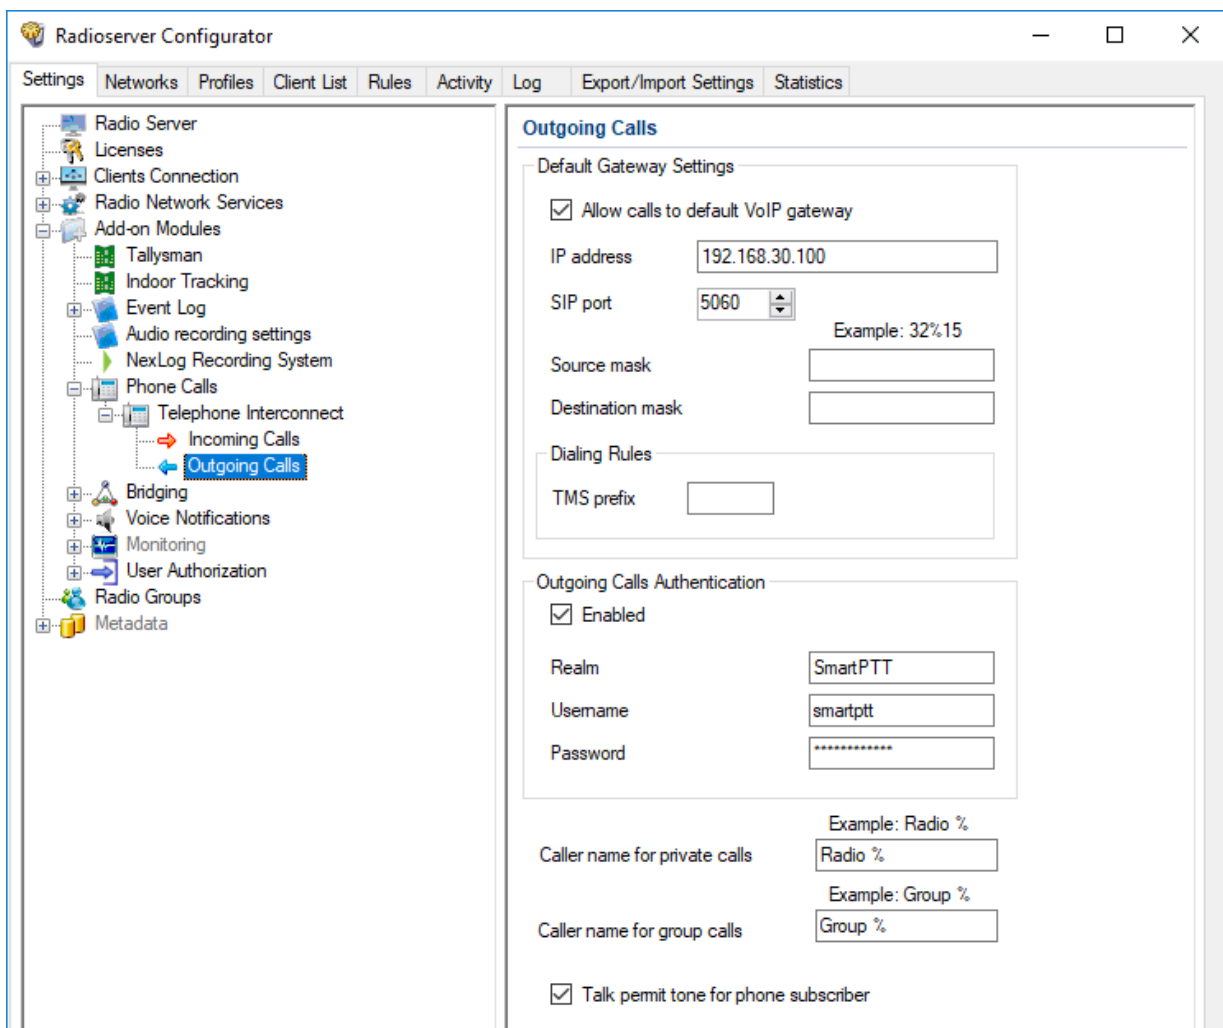 Radioserver Configurator
Settings Networks Profiles Client List Rules Activity Log Export/Import Settings Statistics
Radio Server
Licenses
Clients Connection
Radio Network Services
Add-on Modules
Tallysman
Indoor Tracking
Event Log
Audio recording settings
NexLog Recording System
Phone Calls
Telephone Interconnect
Incoming Calls
Outgoing Calls
Bridging
Voice Notifications
Monitoring
User Authorization
Radio Groups
Metadata
Outgoing Calls
Default Gateway Settings
Allow calls to default VoIP gateway
IP address 192.168.30.100
SIP port 5060
Example: 32%15
Source mask
Destination mask
Dialing Rules
TMS prefix
Outgoing Calls Authentication
Enabled
Realm SmartPTT
Username smartptt
Password ************
Example: Radio %
Caller name for private calls Radio %
Example: Group %
Caller name for group calls Group %
Talk permit tone for phone subscriber